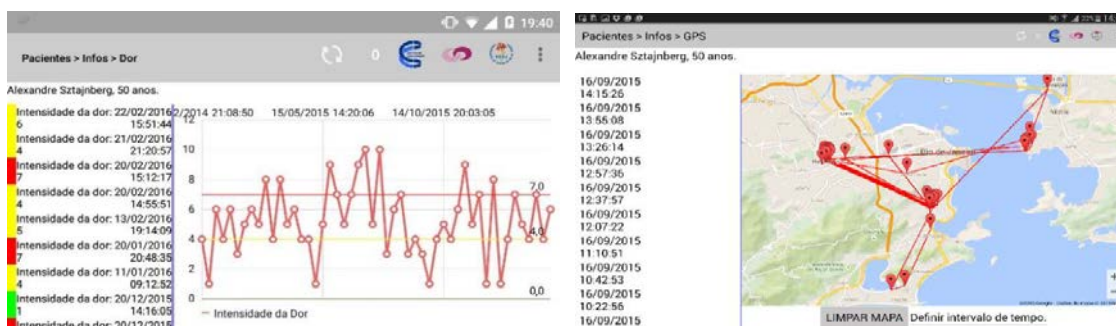 19:40
Pacientes > Infos > Dor
0
Alexandre Sztajnberg, 50 anos.
Intensidade da dor: 22/02/2016
6 15:51:44
Intensidade da dor: 21/02/2016
4 21:20:57
Intensidade da dor: 20/02/2016
7 15:12:17
Intensidade da dor: 20/02/2016
4 14:55:51
Intensidade da dor: 13/02/2016
5 19:14:09
Intensidade da dor: 20/01/2016
7 20:48:35
Intensidade da dor: 11/01/2016
4 09:12:52
Intensidade da dor: 20/12/2015
1 14:16:05
Intensidade da dor: 20/12/2015
2/2014 21:08:50 15/05/2015 14:20:06 14/10/2015 20:03:05
12
10
8
7,0
6
4
4,0
2
0
0,0
Intensidade da Dor
Pacientes > Infos > GPS
Alexandre Sztajnberg, 50 anos.
16/09/2015
14:15:26
16/09/2015
13:55:08
16/09/2015
13:26:14
16/09/2015
12:57:36
16/09/2015
12:37:57
16/09/2015
12:07:22
16/09/2015
11:10:51
16/09/2015
10:42:53
16/09/2015
10:22:56
16/09/2015
Rio de Janeiro
Niterói
LIMPAR MAPA Definir intervalo de tempo.